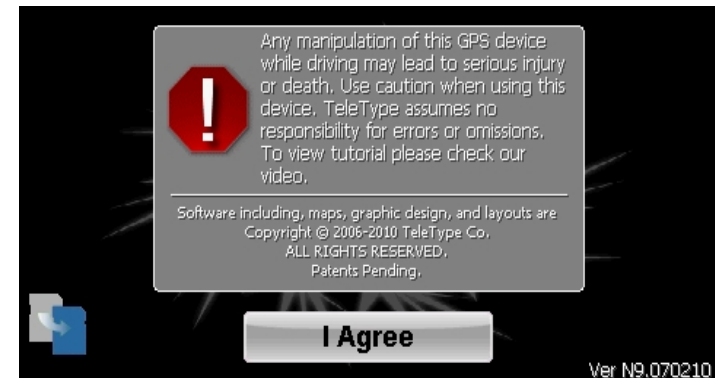 Any manipulation of this GPS device
while driving may lead to serious injury
or death. Use caution when using this
device. TeleType assumes no
responsibility for errors or omissions.
To view tutorial please check our
video.
Software including, maps, graphic design, and layouts are
Copyright © 2006-2010 TeleType Co.
ALL RIGHTS RESERVED.
Patents Pending.
I Agree
Ver N9.070210